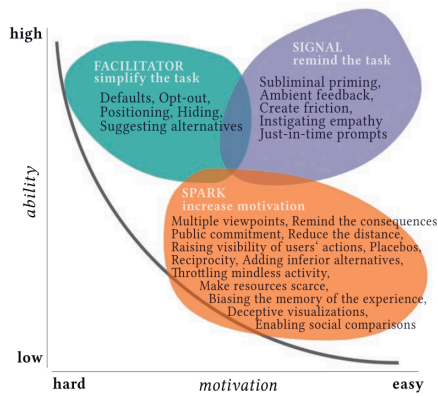 high
FACILITATOR
simplify the task
Defaults, Opt-out,
Positioning, Hiding,
Suggesting alternatives
SIGNAL
remind the task
Subliminal priming,
Ambient feedback,
Create friction,
Instigating empathy
Just-in-time prompts
ability
SPARK
increase motivation
Multiple viewpoints, Remind the consequences
Public commitment, Reduce the distance,
Raising visibility of users‘ actions, Placebos,
Reciprocity, Adding inferior alternatives,
Throttling mindless activity,
Make resources scarce,
Biasing the memory of the experience,
Deceptive visualizations,
Enabling social comparisons
low
hard motivation easy